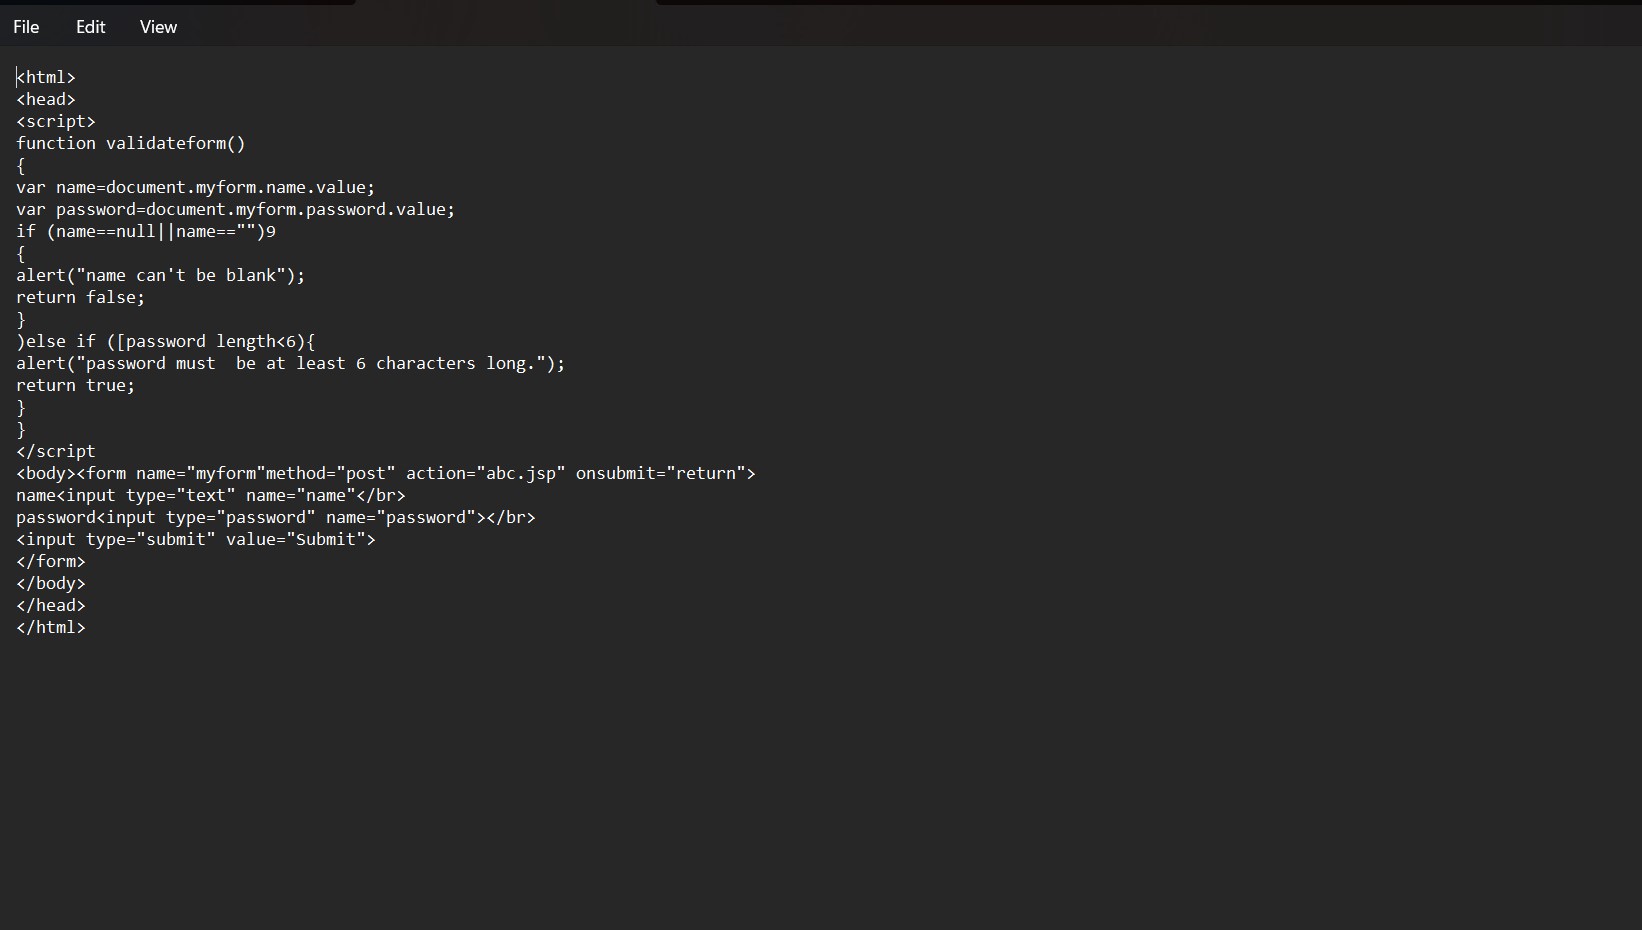 File Edit View
<html>
<head>
<script>
function validateform()
{
var name=document.myform.name.value;
var password=document.myform.password.value;
if (name==null||name=="")9
{
alert("name can't be blank");
return false;
}
)else if ([password length<6){
alert("password must  be at least 6 characters long.");
return true;
}
}
</script
<body><form name="myform"method="post" action="abc.jsp" onsubmit="return">
name<input type="text" name="name"</br>
password<input type="password" name="password"></br>
<input type="submit" value="Submit">
</form>
</body>
</head>
</html>